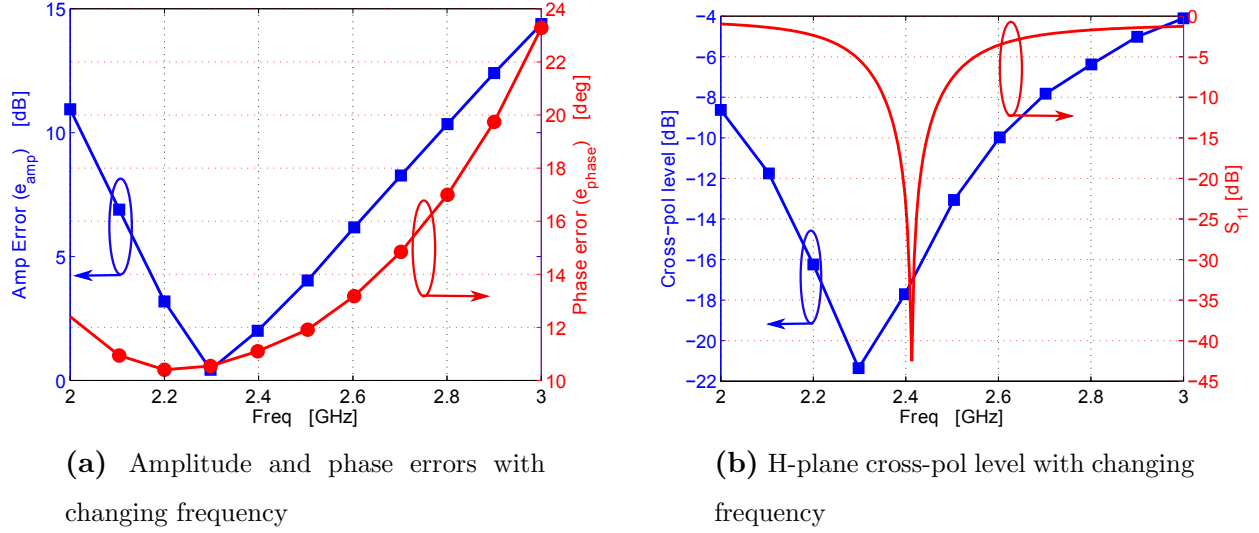 15
10
5
0
Amp Error (e_amp) [dB]
24
22
20
18
16
14
12
10
Phase error (e_phase) [deg]
2 2.2 2.4 2.6 2.8 3
Freq [GHz]
−4
−6
−8
−10
−12
−14
−16
−18
−20
−22
Cross−pol level [dB]
0
−5
−10
−15
−20
−25
−30
−35
−40
−45
S_11 [dB]
2 2.2 2.4 2.6 2.8 3
Freq [GHz]
(a) Amplitude and phase errors with
changing frequency
(b) H-plane cross-pol level with changing
frequency